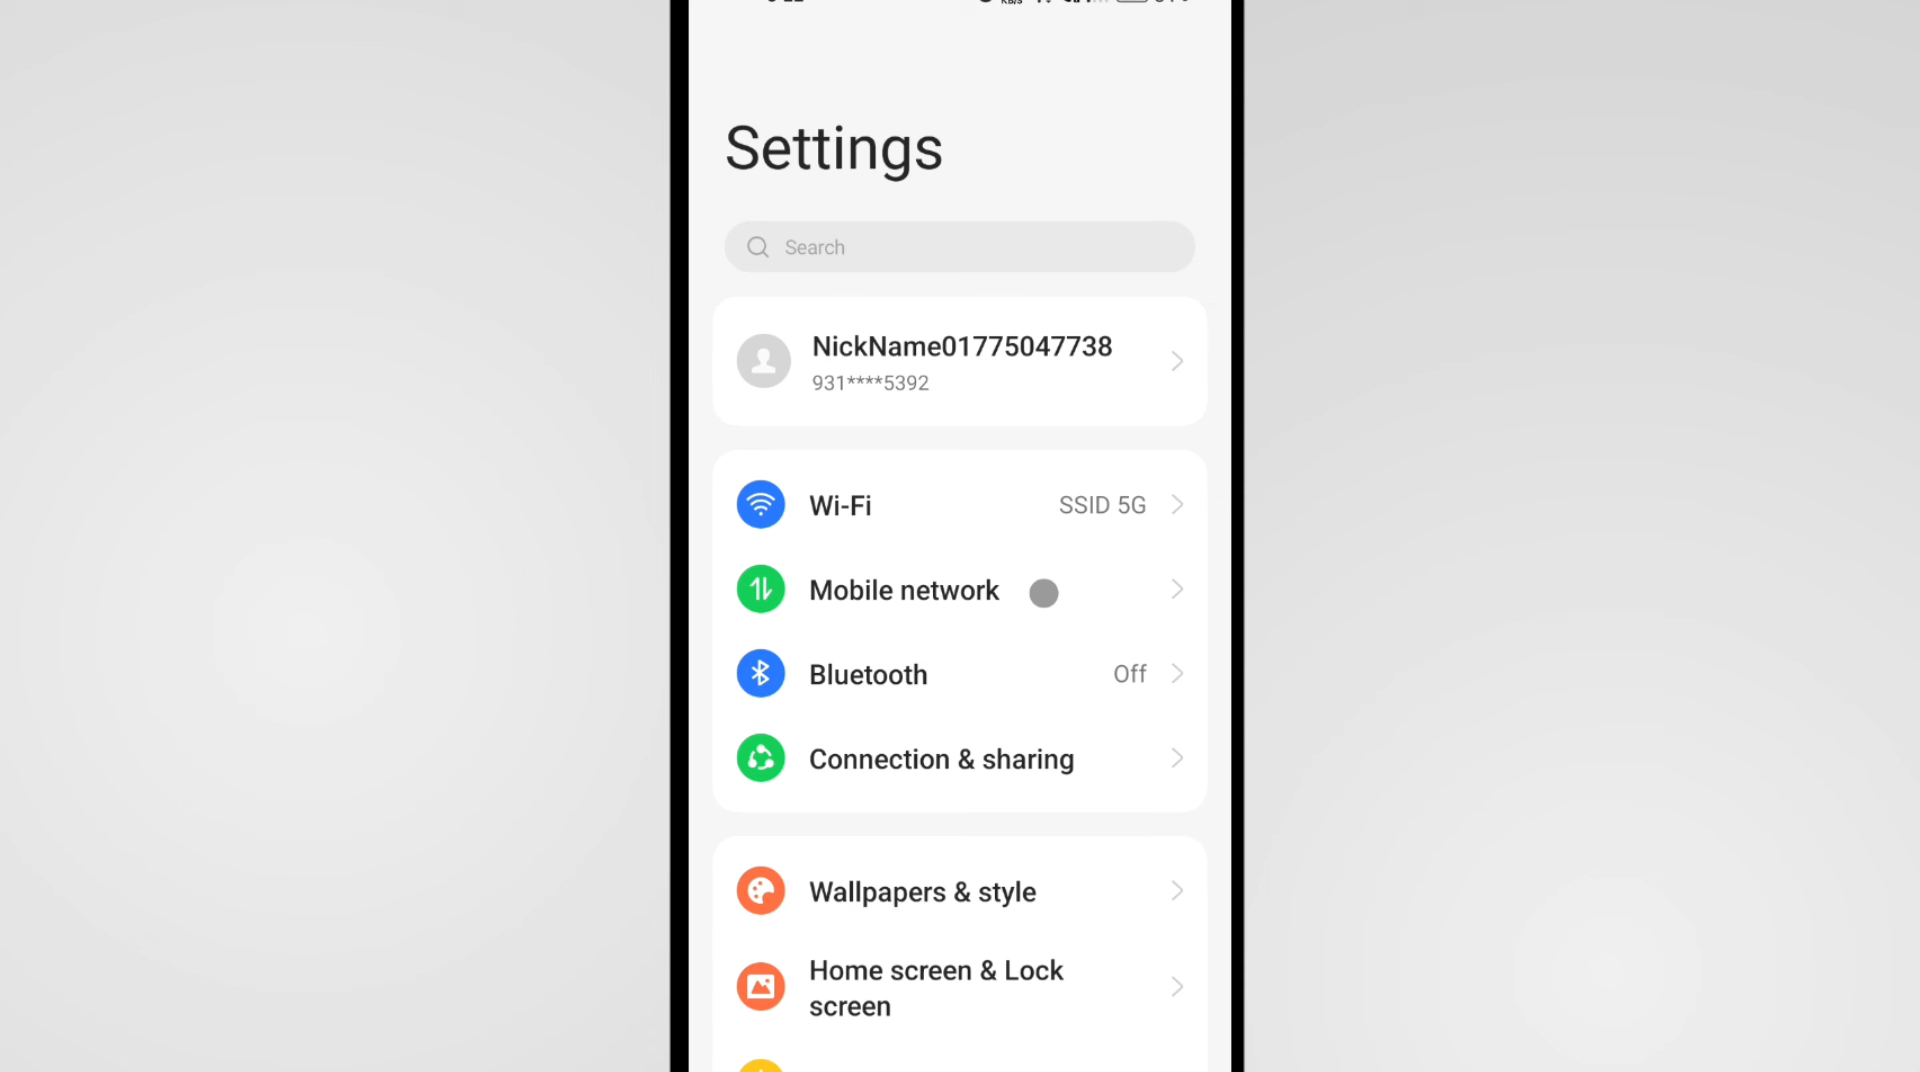 Settings
Search
NickName01775047738
931****5392
Wi-Fi SSID 5G
Mobile network
Bluetooth Off
Connection & sharing
Wallpapers & style
Home screen & Lock
screen